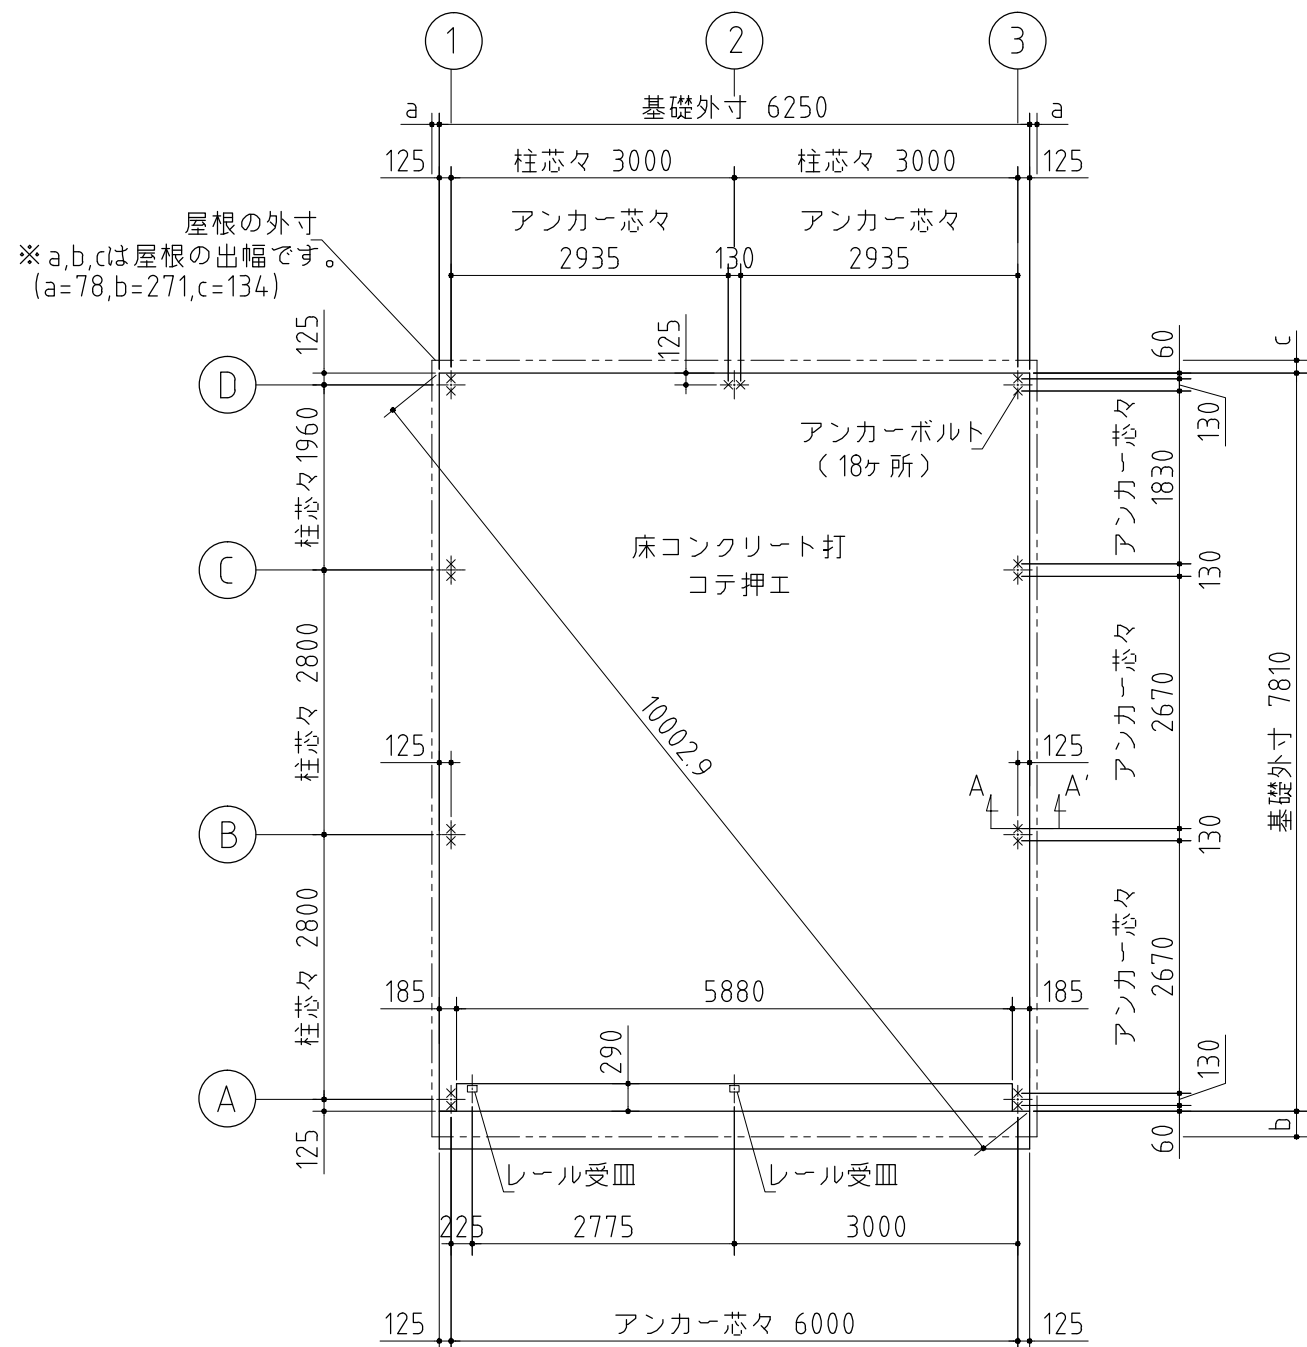 1
2
3
a
基礎外寸 6250
a
125
柱芯々 3000
柱芯々 3000
125
アンカー芯々
アンカー芯々
2935
130
2935
屋根の外寸
※a,b,cは屋根の出幅です。
(a=78,b=271,c=134)
125
125
60
c
D
130
アンカーボルト
(18ヶ所)
柱芯々1960
アンカー芯々
1830
床コンクリート打
コテ押エ
C
130
柱芯々 2800
アンカー芯々
2670
基礎外寸 7810
10002.9
125
125
A
A'
B
130
柱芯々 2800
アンカー芯々
2670
185
5880
185
290
130
A
125
60
b
レール受皿
レール受皿
225
2775
3000
125
アンカー芯々 6000
125